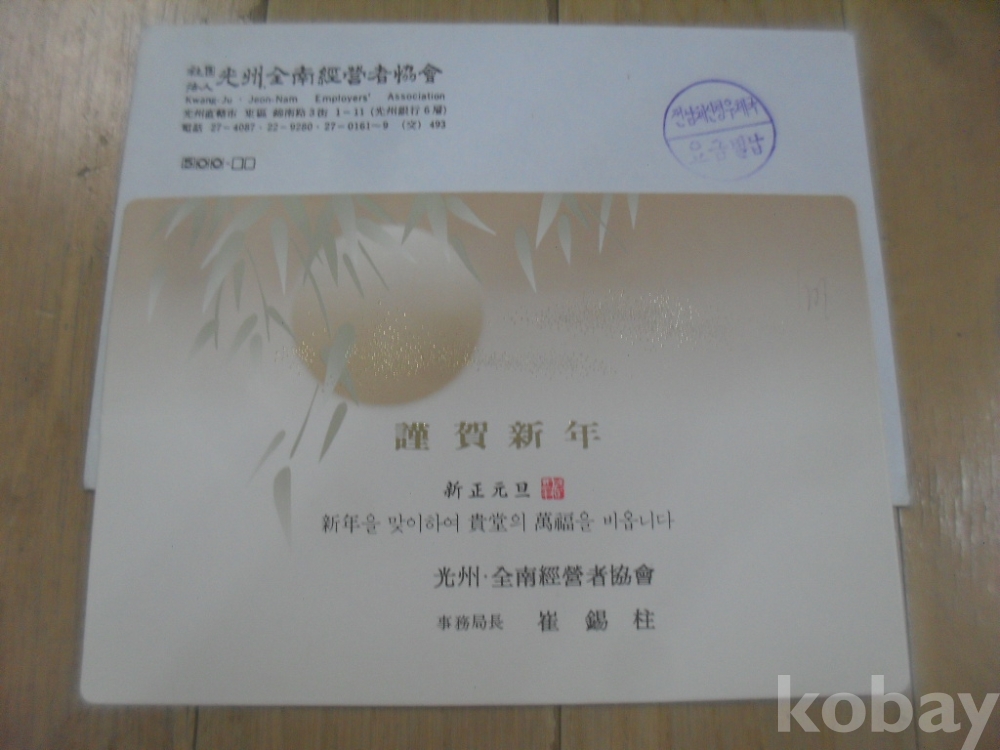 社團法人 光州.全南經營者協會
Kwang-Ju · Jeon-Nam Employers' Association
光州直轄市 東區 錦南路3街 1-11 (光州銀行6層)
電話 27-4087·22-9280·27-0161~9 (交) 493
500-□□
요금별납
謹賀新年
新正元旦
新年을 맞이하여 貴堂의 萬福을 비옵니다
光州·全南經營者協會
事務局長 崔錫柱
kobay